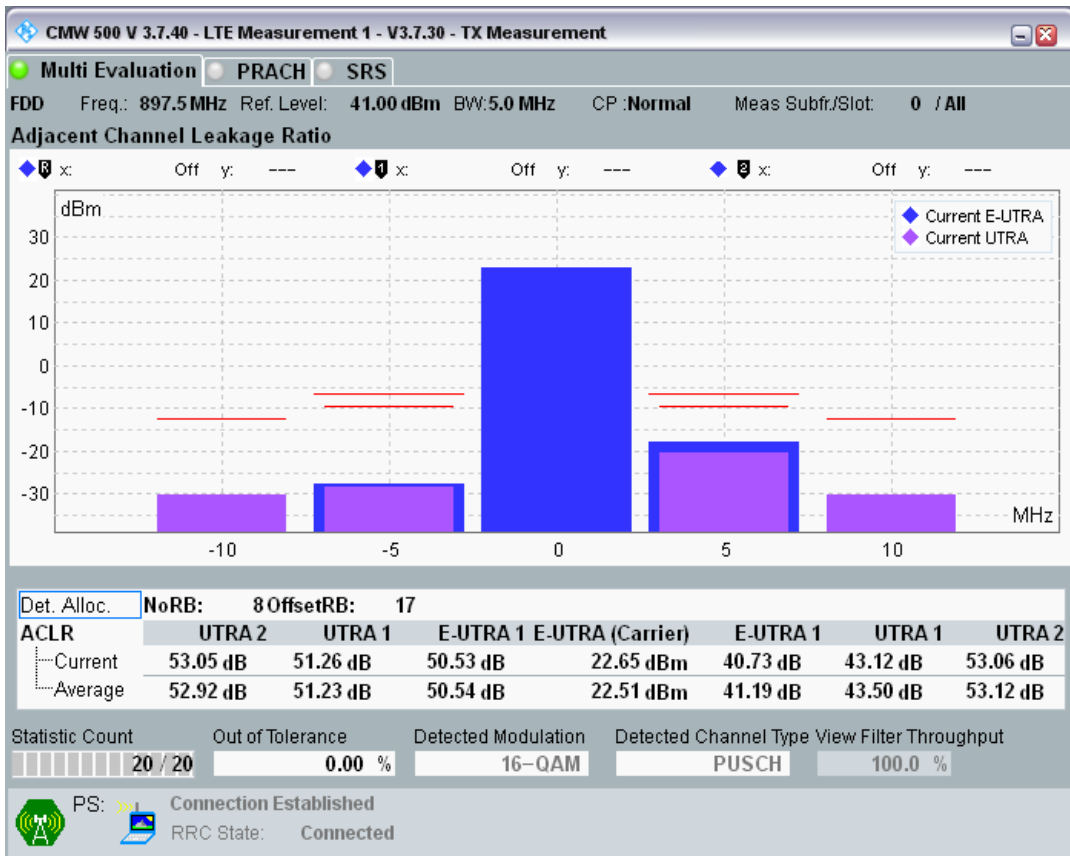 CMW 500 V 3.7.40 - LTE Measurement 1 - V3.7.30 - TX Measurement
Multi Evaluation PRACH SRS
FDD Freq.: 897.5 MHz Ref. Level: 41.00 dBm BW:5.0 MHz CP :Normal Meas Subfr./Slot: 0 / All
Adjacent Channel Leakage Ratio
R x: Off y: --- 1 x: Off y: --- 2 x: Off y: ---
dBm
Current E-UTRA
Current UTRA
30
20
10
0
-10
-20
-30
MHz
-10 -5 0 5 10
Det. Alloc. NoRB: 8 OffsetRB: 17
ACLR UTRA 2 UTRA 1 E-UTRA 1 E-UTRA (Carrier) E-UTRA 1 UTRA 1 UTRA 2
Current 53.05 dB 51.26 dB 50.53 dB 22.65 dBm 40.73 dB 43.12 dB 53.06 dB
Average 52.92 dB 51.23 dB 50.54 dB 22.51 dBm 41.19 dB 43.50 dB 53.12 dB
Statistic Count Out of Tolerance Detected Modulation Detected Channel Type View Filter Throughput
20 / 20 0.00 % 16-QAM PUSCH 100.0 %
PS: Connection Established
RRC State: Connected